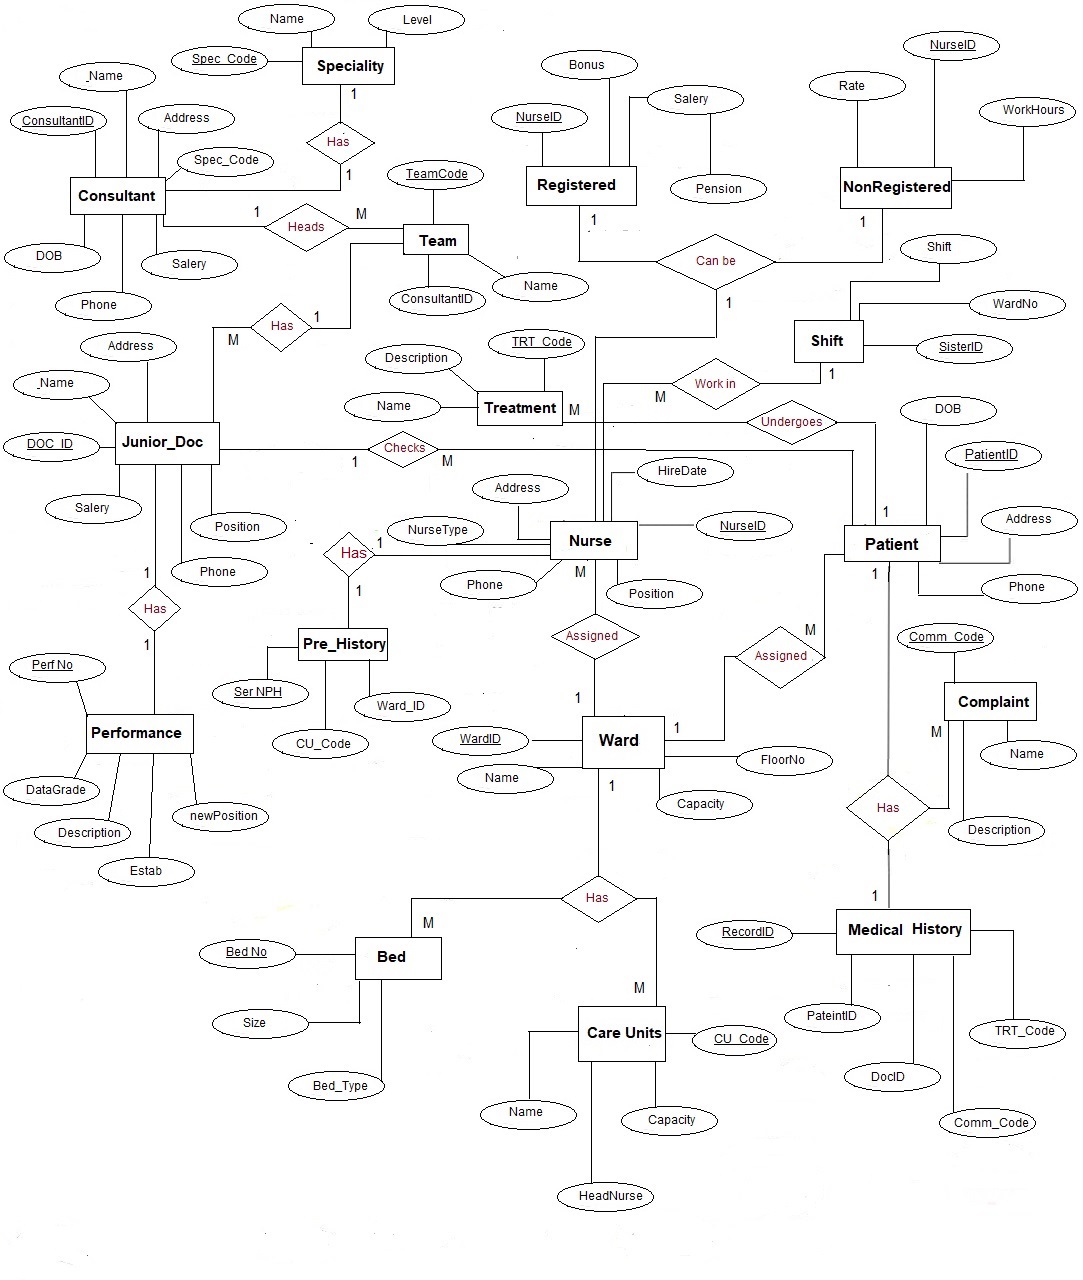 Name
Level
Spec_Code
Speciality
1
_Name
ConsultantID
Address
Has
Spec_Code
1
Consultant
1
Heads
M
DOB
Salery
Phone
TeamCode
Team
ConsultantID
Name
Has
1
M
Bonus
Salery
NurseID
Registered
Pension
1
NurseID
Rate
WorkHours
NonRegistered
1
Can be
1
Shift
WardNo
Shift
SisterID
1
Work in
M
Address
_Name
DOC_ID
Junior_Doc
Salery
Position
Phone
1
Checks
M
TRT_Code
Description
Name
Treatment
M
Undergoes
1
DOB
PatientID
Address
Patient
Phone
1
M
HireDate
Address
NurseType
Nurse
NurseID
Phone
M
Position
Has
1
1
Pre_History
Ser NPH
Ward_ID
CU_Code
1
Has
1
Perf No
Performance
DataGrade
Description
newPosition
Estab
Assigned
1
Assigned
1
WardID
Ward
Name
FloorNo
Capacity
1
Comm_Code
Complaint
M
Name
Description
Has
1
Has
M
M
Bed No
Bed
Size
Bed_Type
Care Units
CU_Code
Name
Capacity
HeadNurse
RecordID
Medical History
PateintID
TRT_Code
DocID
Comm_Code